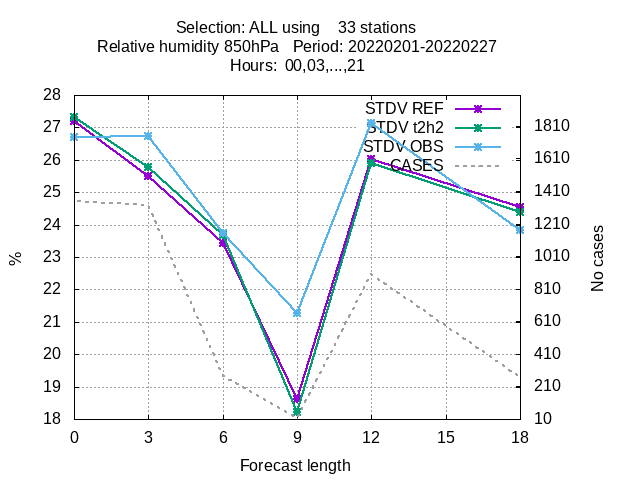 Selection: ALL using    33 stations
Relative humidity 850hPa   Period: 20220201-20220227
Hours:  00,03,...,21
STDV REF
STDV t2h2
STDV OBS
CASES
28
27
26
25
24
23
22
21
20
19
18
1810
1610
1410
1210
1010
810
610
410
210
10
%
No cases
0 3 6 9 12 15 18
Forecast length